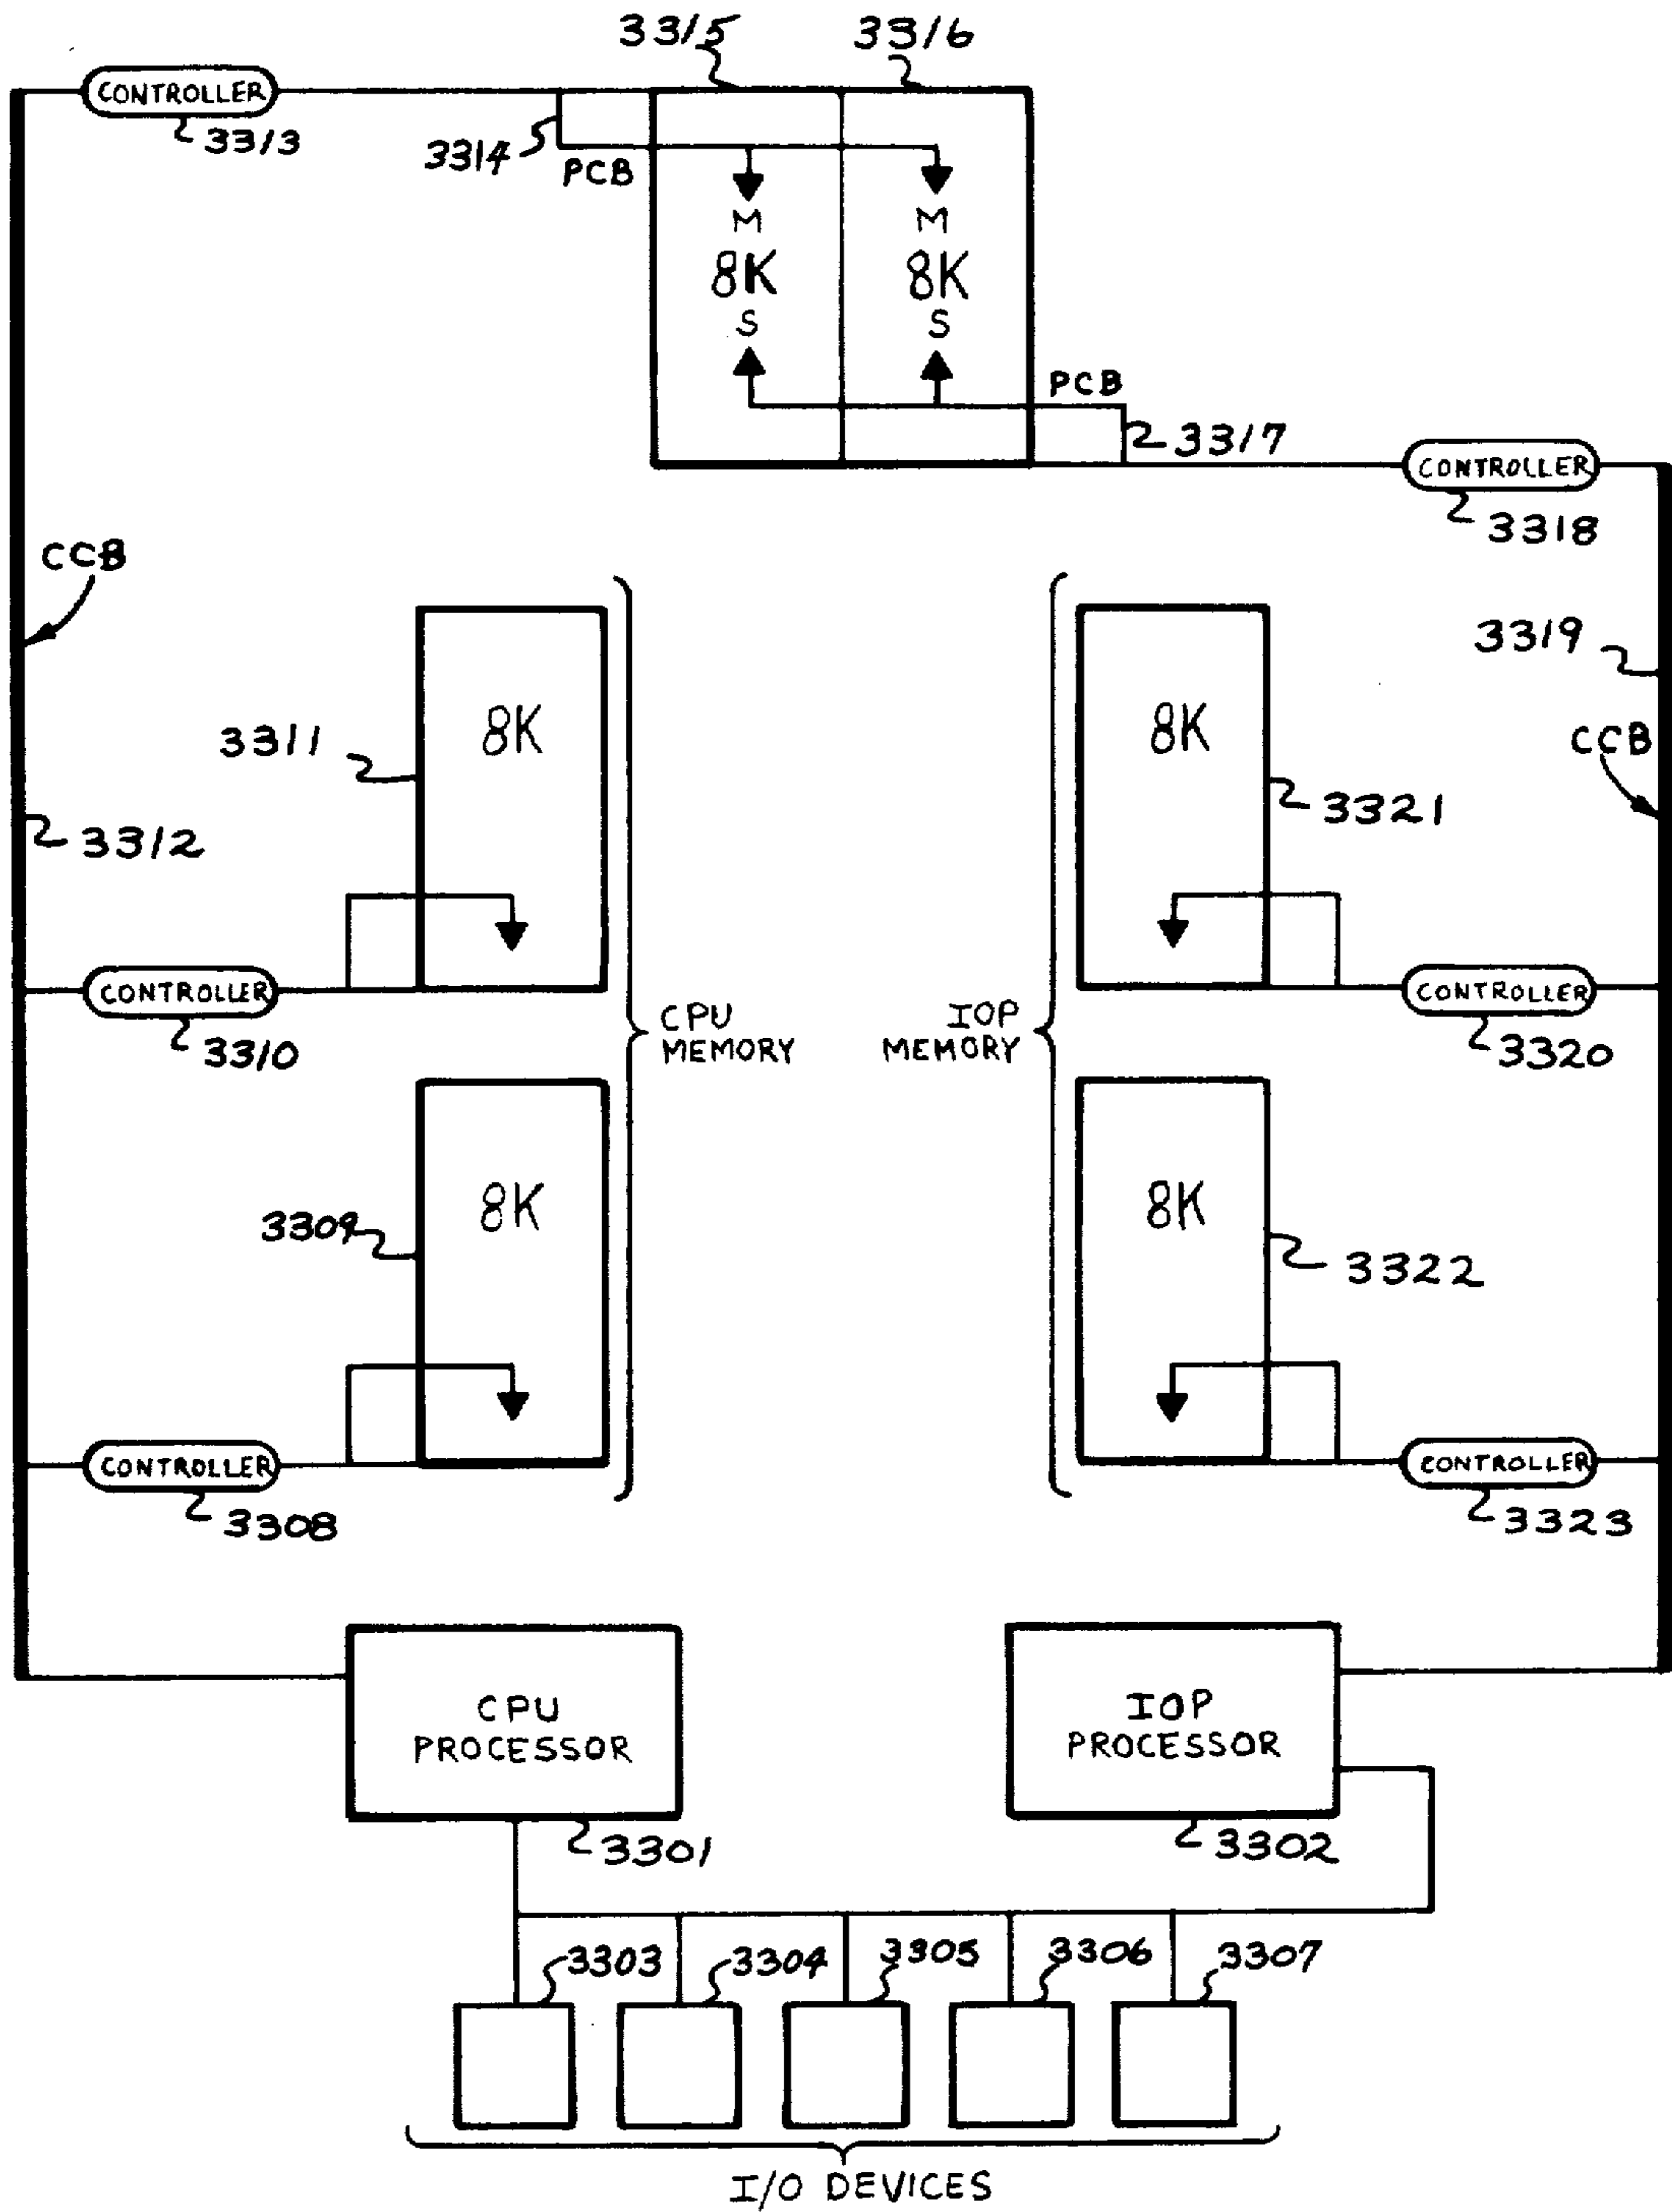 3315
3316
CONTROLLER
3313
3314
PCB
M
8K
S
M
8K
S
PCB
3317
CONTROLLER
3318
CCB
3319
3311
8K
8K
3321
CCB
3312
CONTROLLER
3310
CPU
MEMORY
IOP
MEMORY
CONTROLLER
3320
3309
8K
8K
3322
CONTROLLER
3308
CONTROLLER
3323
CPU
PROCESSOR
IOP
PROCESSOR
3301
3302
3303
3304
3305
3306
3307
I/O DEVICES